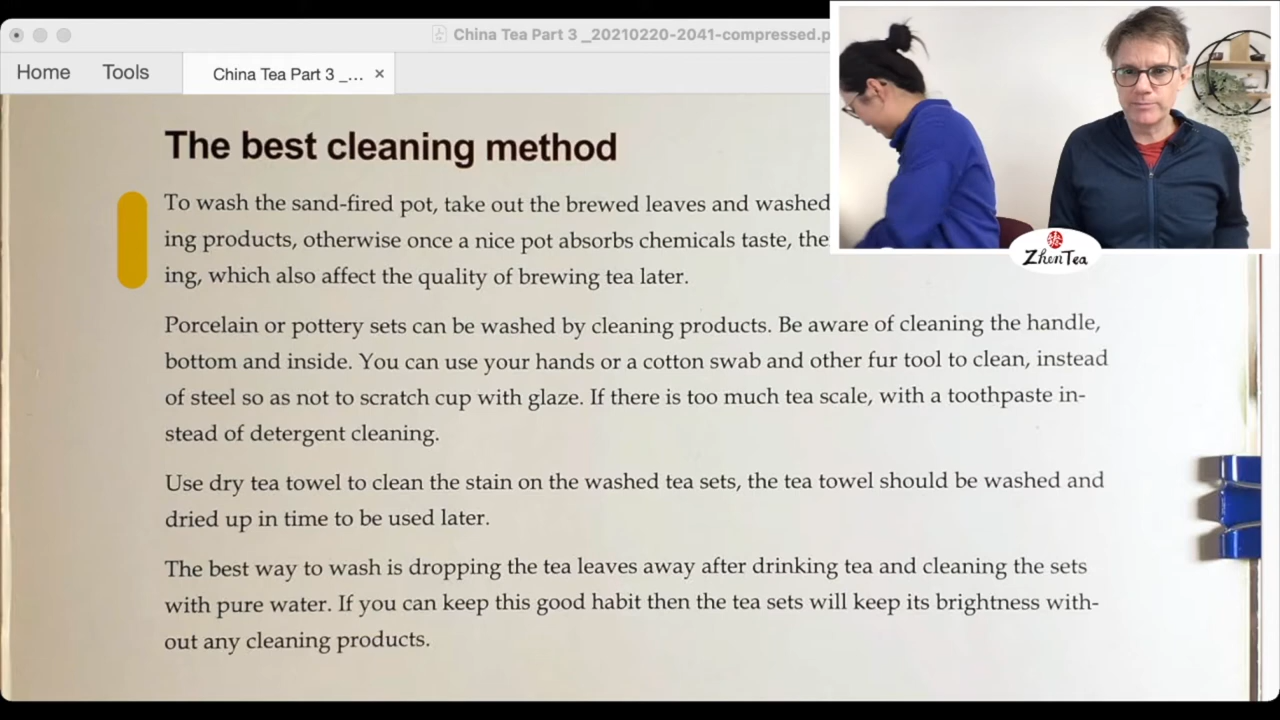 China Tea Part 3 _20210220-2041-compressed.p
Home Tools China Tea Part 3 _... ×
The best cleaning method
To wash the sand-fired pot, take out the brewed leaves and washed
ing products, otherwise once a nice pot absorbs chemicals taste, the
ing, which also affect the quality of brewing tea later.
ZhenTea
Porcelain or pottery sets can be washed by cleaning products. Be aware of cleaning the handle,
bottom and inside. You can use your hands or a cotton swab and other fur tool to clean, instead
of steel so as not to scratch cup with glaze. If there is too much tea scale, with a toothpaste in-
stead of detergent cleaning.
Use dry tea towel to clean the stain on the washed tea sets, the tea towel should be washed and
dried up in time to be used later.
The best way to wash is dropping the tea leaves away after drinking tea and cleaning the sets
with pure water. If you can keep this good habit then the tea sets will keep its brightness with-
out any cleaning products.